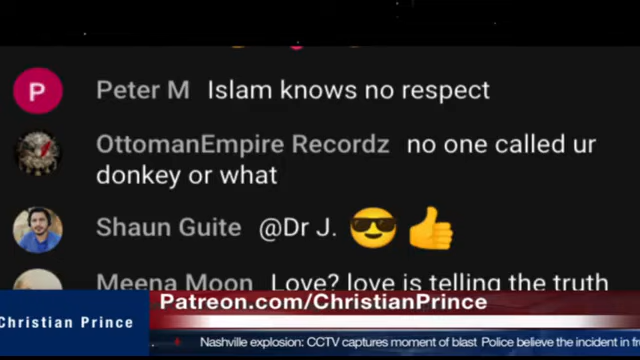 P Peter M Islam knows no respect
OttomanEmpire Recordz no one called ur
donkey or what
Shaun Guite @Dr J. 😎👍
Meena Moon Love? love is telling the truth
Patreon.com/ChristianPrince
Christian Prince
Nashville explosion: CCTV captures moment of blast Police believe the incident in fr